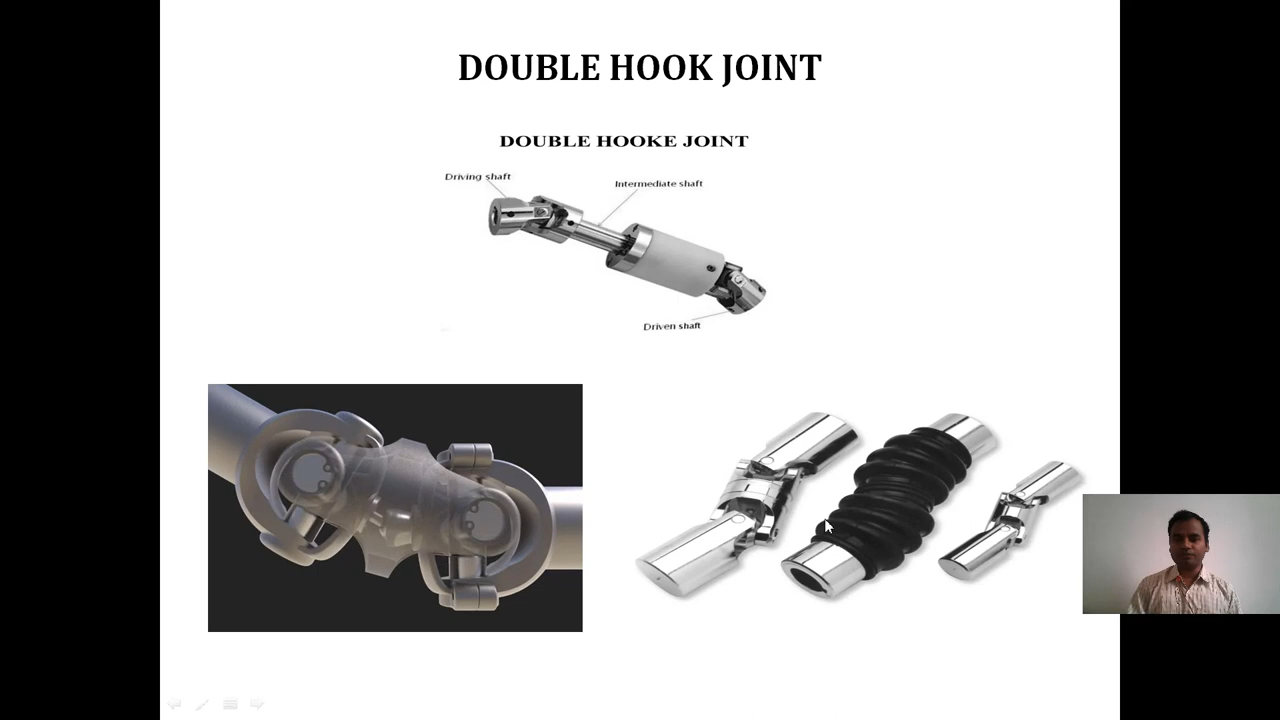 DOUBLE HOOK JOINT
DOUBLE HOOKE JOINT
Driving shaft
Intermediate shaft
Driven shaft